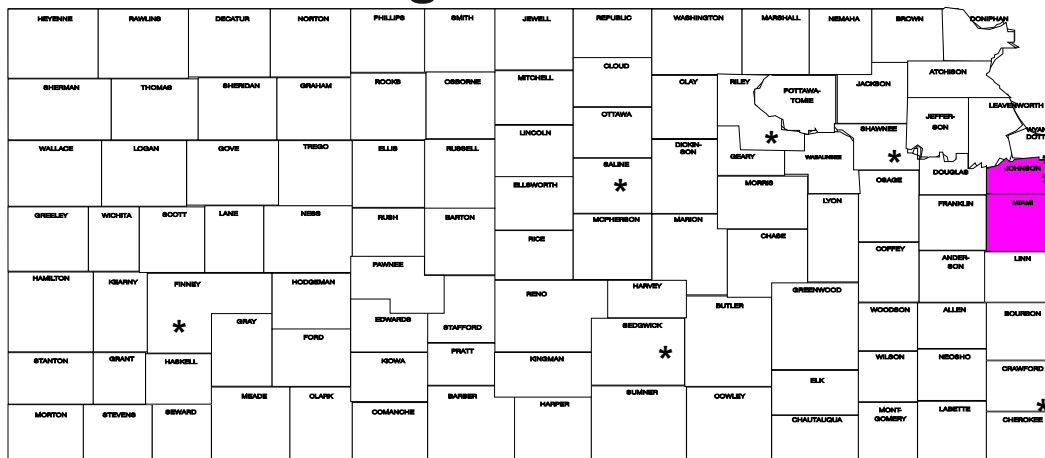 HEYENNE RAWLINS DECATUR NORTON PHILLIPS SMITH JEWELL REPUBLIC WASHINGTON MARSHALL NEMAHA BROWN DONIPHAN
SHERMAN THOMAS SHERIDAN GRAHAM ROOKS OSBORNE MITCHELL CLOUD CLAY RILEY POTTAWA-
TOMIE JACKSON ATCHISON
LEAVENWORTH
OTTAWA JEFFER-
SON
LINCOLN SHAWNEE WYAN
DOTT
WALLACE LOGAN GOVE TREGO ELLIS RUSSELL DICKIN-
SON GEARY WABAUNSEE
SALINE * * * DOUGLAS JOHNSON *
ELLSWORTH MORRIS OSAGE
GREELEY WICHITA SCOTT LANE NESS RUSH BARTON MCPHERSON MARION LYON FRANKLIN MIAMI
RICE CHASE
COFFEY ANDER-
SON LINN
HAMILTON KEARNY FINNEY HODGEMAN PAWNEE RENO HARVEY GREENWOOD
* GRAY EDWARDS STAFFORD SEDGWICK BUTLER WOODSON ALLEN BOURBON
FORD
STANTON GRANT HASKELL KIOWA PRATT KINGMAN * WILSON NEOSHO CRAWFORD
ELK
MEADE CLARK BARBER SUMNER COWLEY *
MORTON STEVENS SEWARD COMANCHE HARPER CHAUTAUQUA MONT-
GOMERY LABETTE CHEROKEE